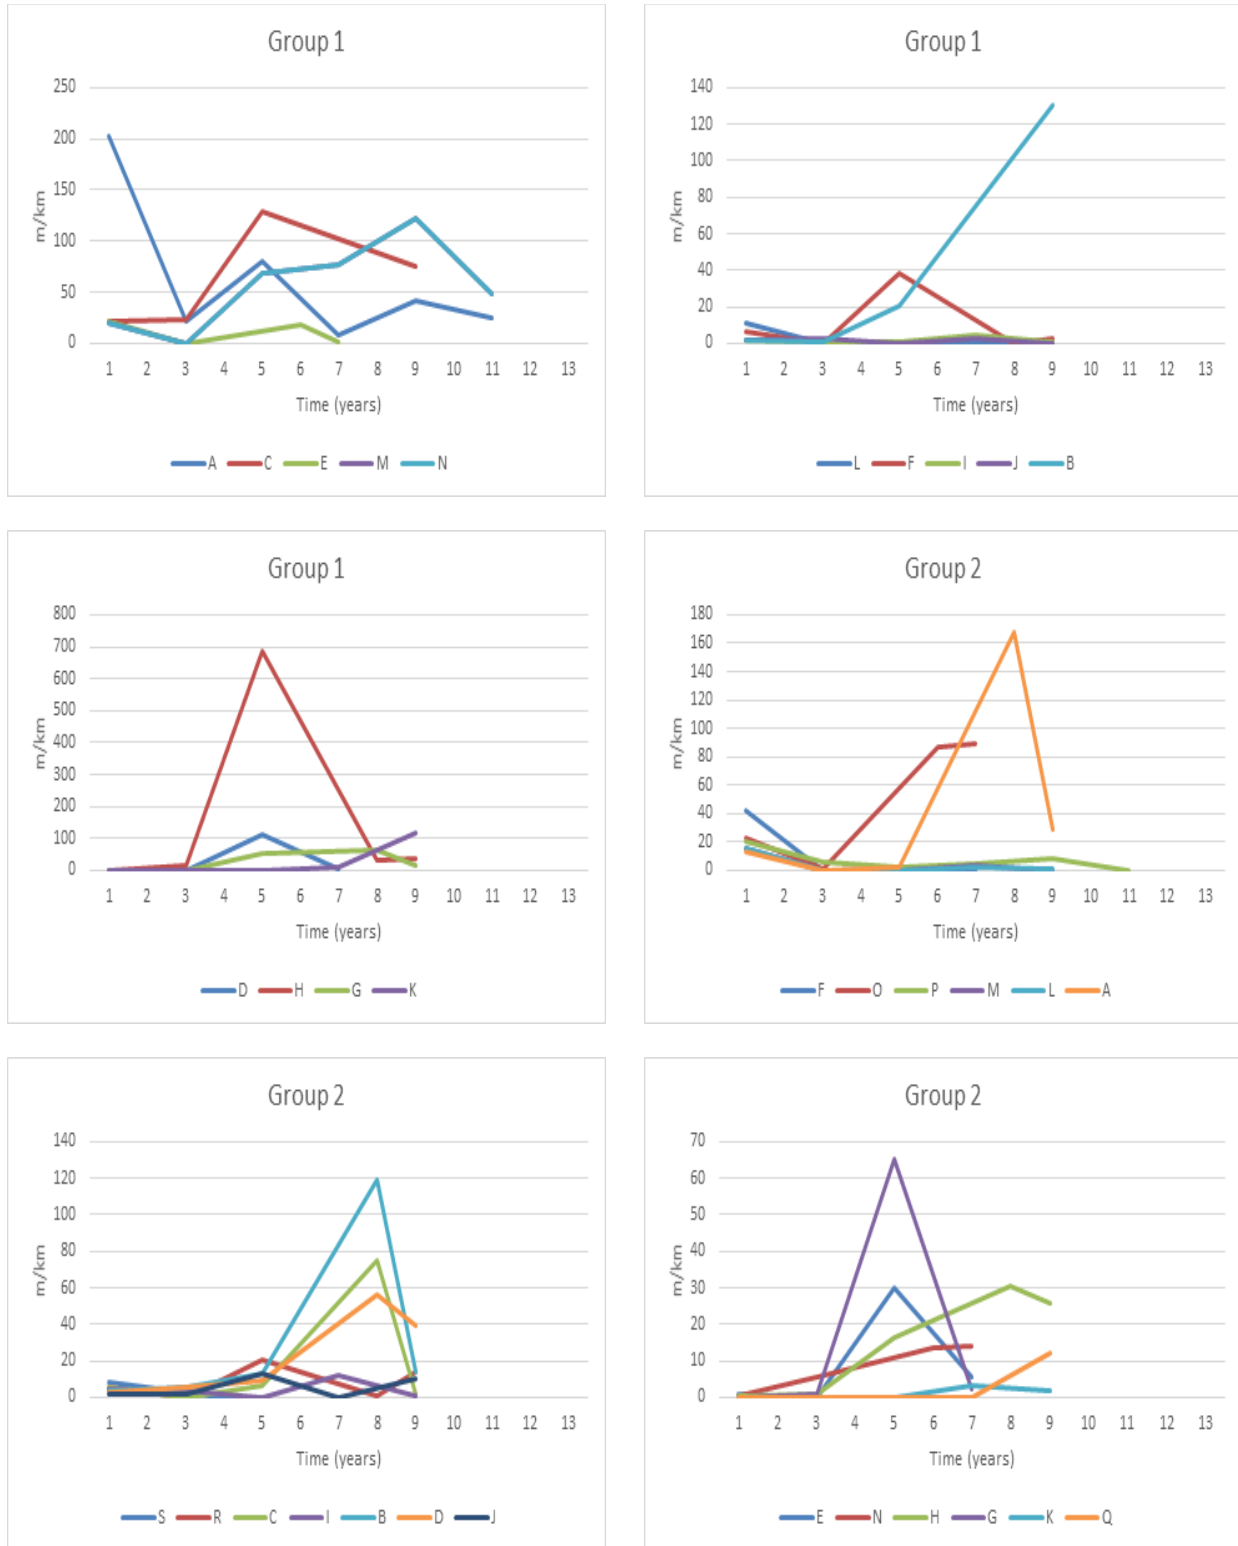 Group 1
250
200
150
100
50
0
m/km
1 2 3 4 5 6 7 8 9 10 11 12 13
Time (years)
A C E M N
Group 1
140
120
100
80
60
40
20
0
m/km
1 2 3 4 5 6 7 8 9 10 11 12 13
Time (years)
L F I J B
Group 1
800
700
600
500
400
300
200
100
0
m/km
1 2 3 4 5 6 7 8 9 10 11 12 13
Time (years)
D H G K
Group 2
180
160
140
120
100
80
60
40
20
0
m/km
1 2 3 4 5 6 7 8 9 10 11 12 13
Time (years)
F O P M L A
Group 2
140
120
100
80
60
40
20
0
m/km
1 2 3 4 5 6 7 8 9 10 11 12 13
Time (years)
S R C I B D J
Group 2
70
60
50
40
30
20
10
0
m/km
1 2 3 4 5 6 7 8 9 10 11 12 13
Time (years)
E N H G K Q